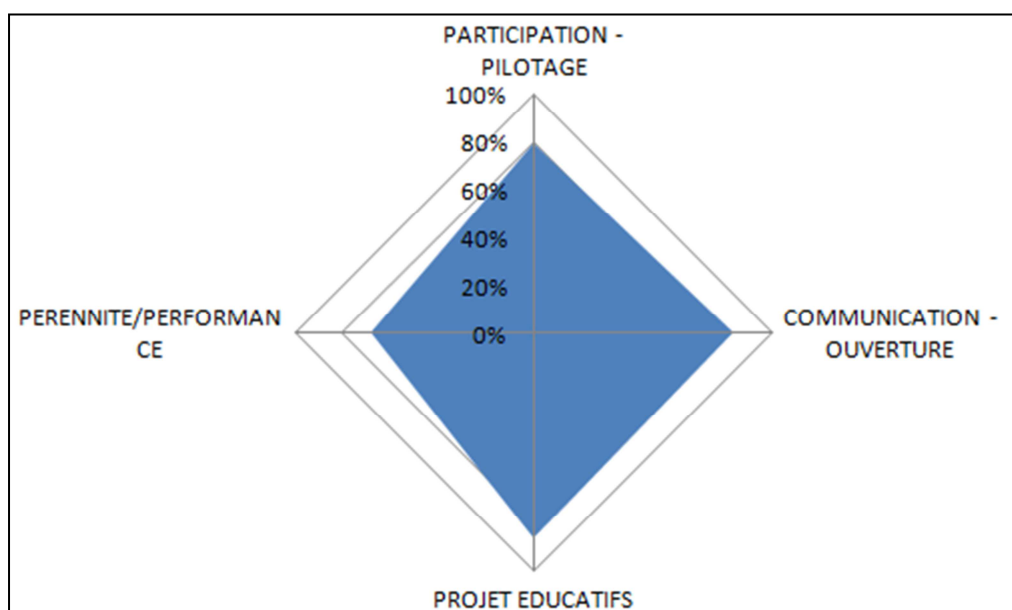 PARTICIPATION -
PILOTAGE
100%
80%
60%
40%
20%
0%
PERENNITE/PERFORMAN
CE
COMMUNICATION -
OUVERTURE
PROJET EDUCATIFS